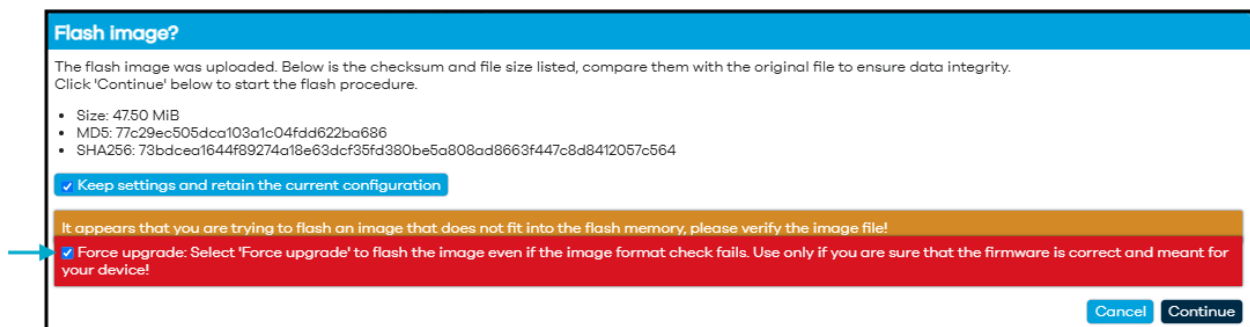 Flash image?
The flash image was uploaded. Below is the checksum and file size listed, compare them with the original file to ensure data integrity.
Click 'Continue' below to start the flash procedure.
Size: 47.50 MiB
MD5: 77c29ec505dca103a1c04fdd622ba686
SHA256: 73bdcea1644f89274a18e63dcf35fd380be5a808ad8663f447c8d8412057c564
Keep settings and retain the current configuration
It appears that you are trying to flash an image that does not fit into the flash memory, please verify the image file!
Force upgrade: Select 'Force upgrade' to flash the image even if the image format check fails. Use only if you are sure that the firmware is correct and meant for
your device!
Cancel Continue